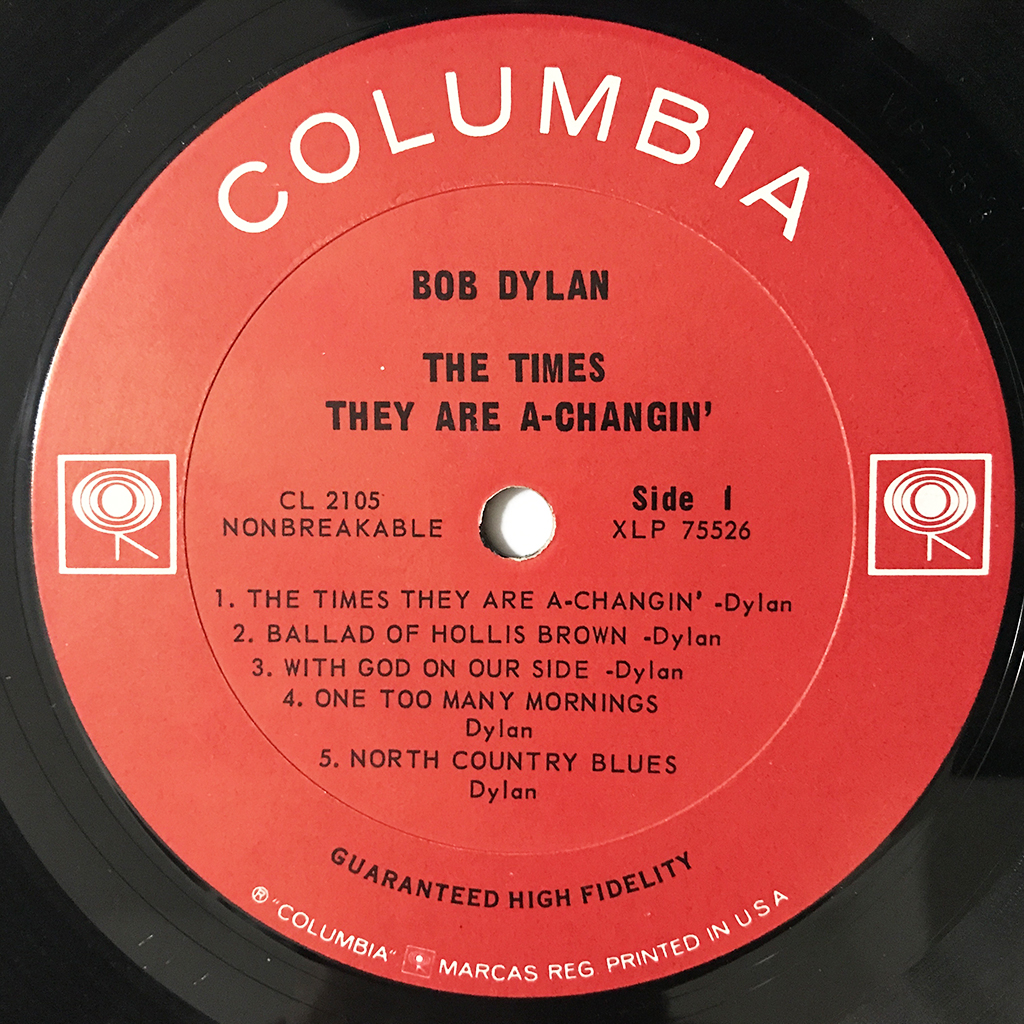 COLUMBIA
BOB DYLAN
THE TIMES
THEY ARE A-CHANGIN'
CL 2105
NONBREAKABLE
Side 1
XLP 75526
1. THE TIMES THEY ARE A-CHANGIN' -Dylan
2. BALLAD OF HOLLIS BROWN -Dylan
3. WITH GOD ON OUR SIDE -Dylan
4. ONE TOO MANY MORNINGS
Dylan
5. NORTH COUNTRY BLUES
Dylan
GUARANTEED HIGH FIDELITY
® "COLUMBIA" MARCAS REG. PRINTED IN U S A